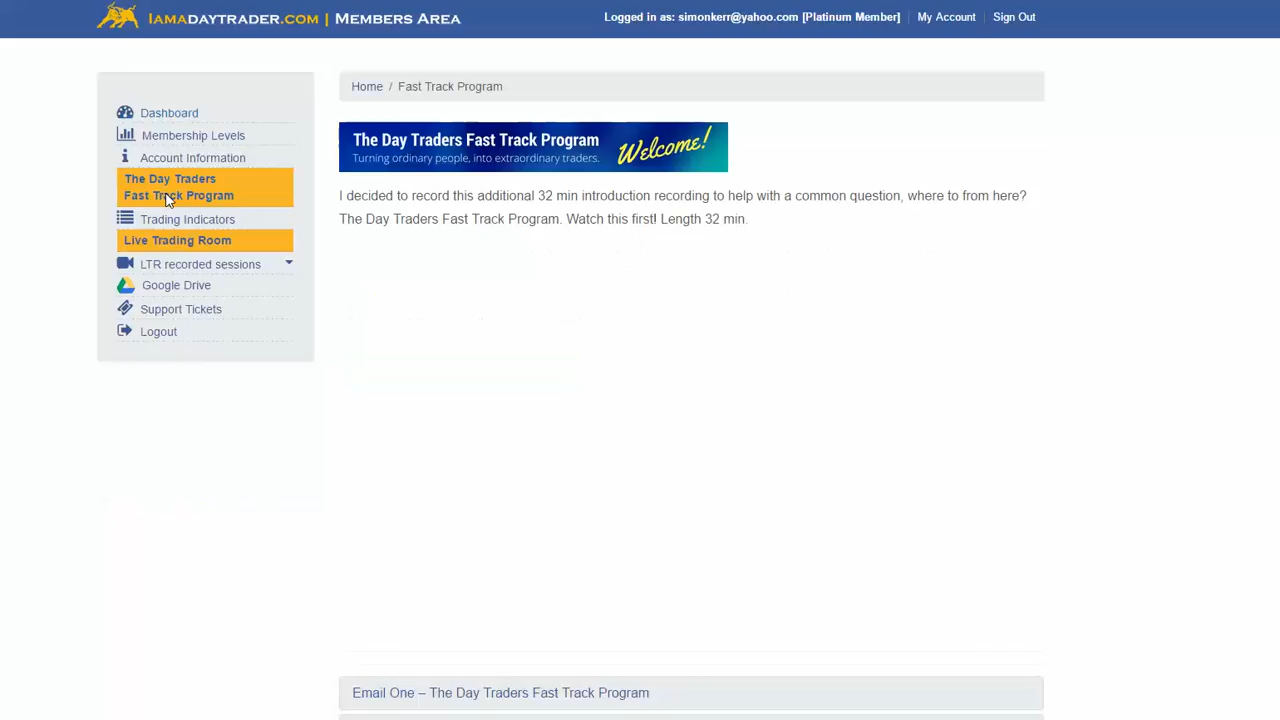 IAMADAYTRADER.COM | MEMBERS AREA
Logged in as: simonkerr@yahoo.com [Platinum Member]
My Account
Sign Out
Dashboard
Membership Levels
Account Information
The Day Traders
Fast Track Program
Trading Indicators
Live Trading Room
LTR recorded sessions
Google Drive
Support Tickets
Logout
Home / Fast Track Program
The Day Traders Fast Track Program
Turning ordinary people, into extraordinary traders.
Welcome!
I decided to record this additional 32 min introduction recording to help with a common question, where to from here?
The Day Traders Fast Track Program. Watch this first! Length 32 min.
Email One – The Day Traders Fast Track Program